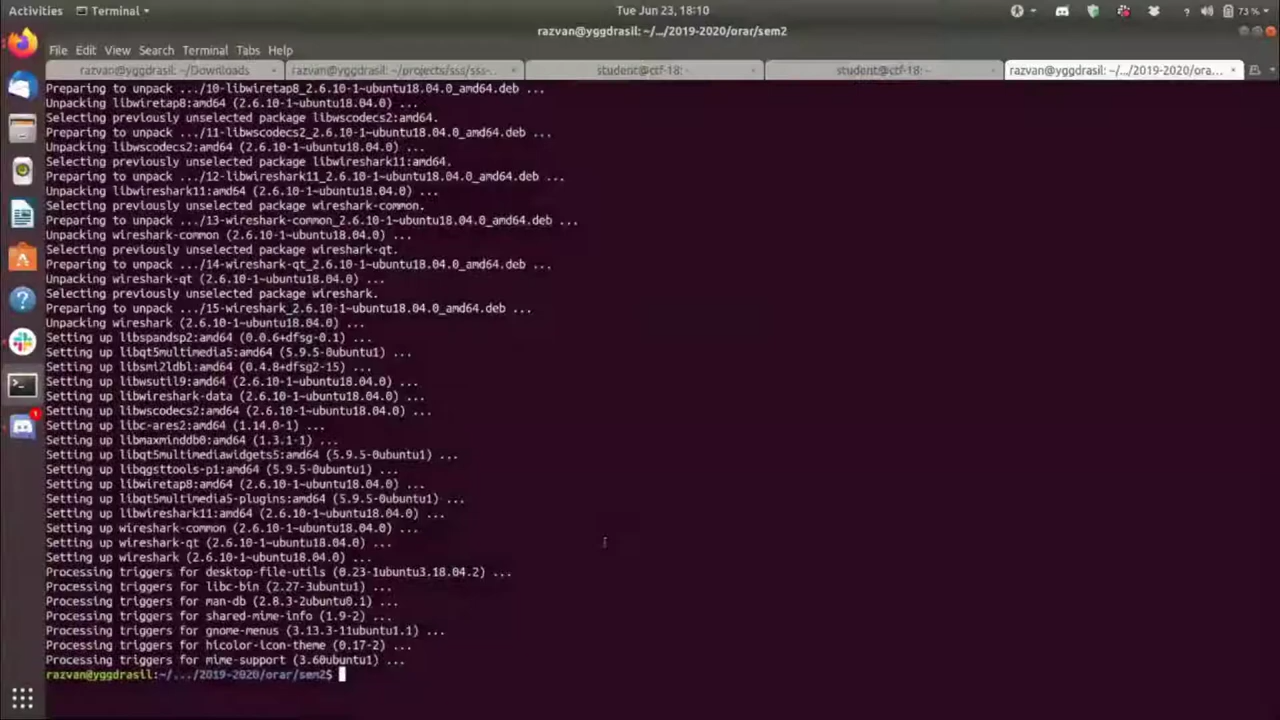 Activities Terminal Tue Jun 23, 18:10 ? 73 %
razvan@yggdrasil: ~/.../2019-2020/orar/sem2
File Edit View Search Terminal Tabs Help
razvan@yggdrasil: ~/Downloads × razvan@yggdrasil: ~/projects/sss/sss-... × student@ctf-18: ~ × student@ctf-18: ~ × razvan@yggdrasil: ~/.../2019-2020/ora... ×
Preparing to unpack .../10-libwiretap8_2.6.10-1~ubuntu18.04.0_amd64.deb ...
Unpacking libwiretap8:amd64 (2.6.10-1~ubuntu18.04.0) ...
Selecting previously unselected package libwscodecs2:amd64.
Preparing to unpack .../11-libwscodecs2_2.6.10-1~ubuntu18.04.0_amd64.deb ...
Unpacking libwscodecs2:amd64 (2.6.10-1~ubuntu18.04.0) ...
Selecting previously unselected package libwireshark11:amd64.
Preparing to unpack .../12-libwireshark11_2.6.10-1~ubuntu18.04.0_amd64.deb ...
Unpacking libwireshark11:amd64 (2.6.10-1~ubuntu18.04.0) ...
Selecting previously unselected package wireshark-common.
Preparing to unpack .../13-wireshark-common_2.6.10-1~ubuntu18.04.0_amd64.deb ...
Unpacking wireshark-common (2.6.10-1~ubuntu18.04.0) ...
Selecting previously unselected package wireshark-qt.
Preparing to unpack .../14-wireshark-qt_2.6.10-1~ubuntu18.04.0_amd64.deb ...
Unpacking wireshark-qt (2.6.10-1~ubuntu18.04.0) ...
Selecting previously unselected package wireshark.
Preparing to unpack .../15-wireshark_2.6.10-1~ubuntu18.04.0_amd64.deb ...
Unpacking wireshark (2.6.10-1~ubuntu18.04.0) ...
Setting up libspandsp2:amd64 (0.0.6+dfsg-0.1) ...
Setting up libqt5multimedia5:amd64 (5.9.5-0ubuntu1) ...
Setting up libsmi2ldbl:amd64 (0.4.8+dfsg2-15) ...
Setting up libwsutil9:amd64 (2.6.10-1~ubuntu18.04.0) ...
Setting up libwireshark-data (2.6.10-1~ubuntu18.04.0) ...
Setting up libwscodecs2:amd64 (2.6.10-1~ubuntu18.04.0) ...
Setting up libc-ares2:amd64 (1.14.0-1) ...
Setting up libmaxminddb0:amd64 (1.3.1-1) ...
Setting up libqt5multimediawidgets5:amd64 (5.9.5-0ubuntu1) ...
Setting up libqgsttools-p1:amd64 (5.9.5-0ubuntu1) ...
Setting up libwiretap8:amd64 (2.6.10-1~ubuntu18.04.0) ...
Setting up libqt5multimedia5-plugins:amd64 (5.9.5-0ubuntu1) ...
Setting up libwireshark11:amd64 (2.6.10-1~ubuntu18.04.0) ...
Setting up wireshark-common (2.6.10-1~ubuntu18.04.0) ...
Setting up wireshark-qt (2.6.10-1~ubuntu18.04.0) ...
Setting up wireshark (2.6.10-1~ubuntu18.04.0) ...
Processing triggers for desktop-file-utils (0.23-1ubuntu3.18.04.2) ...
Processing triggers for libc-bin (2.27-3ubuntu1) ...
Processing triggers for man-db (2.8.3-2ubuntu0.1) ...
Processing triggers for shared-mime-info (1.9-2) ...
Processing triggers for gnome-menus (3.13.3-11ubuntu1.1) ...
Processing triggers for hicolor-icon-theme (0.17-2) ...
Processing triggers for mime-support (3.60ubuntu1) ...
razvan@yggdrasil:~/.../2019-2020/orar/sem2$